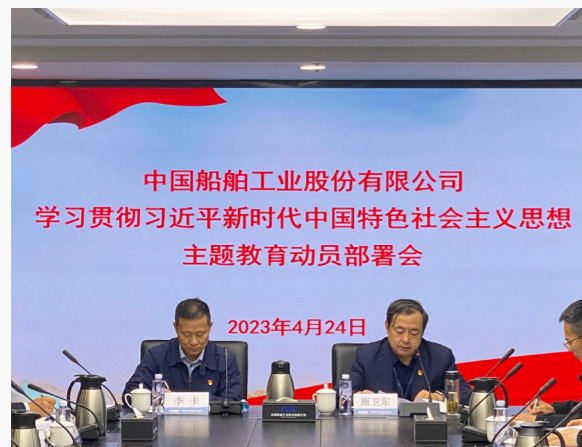 中国船舶工业股份有限公司
学习贯彻习近平新时代中国特色社会主义思想
主题教育动员部署会
2023年4月24日
李卡
施卫东